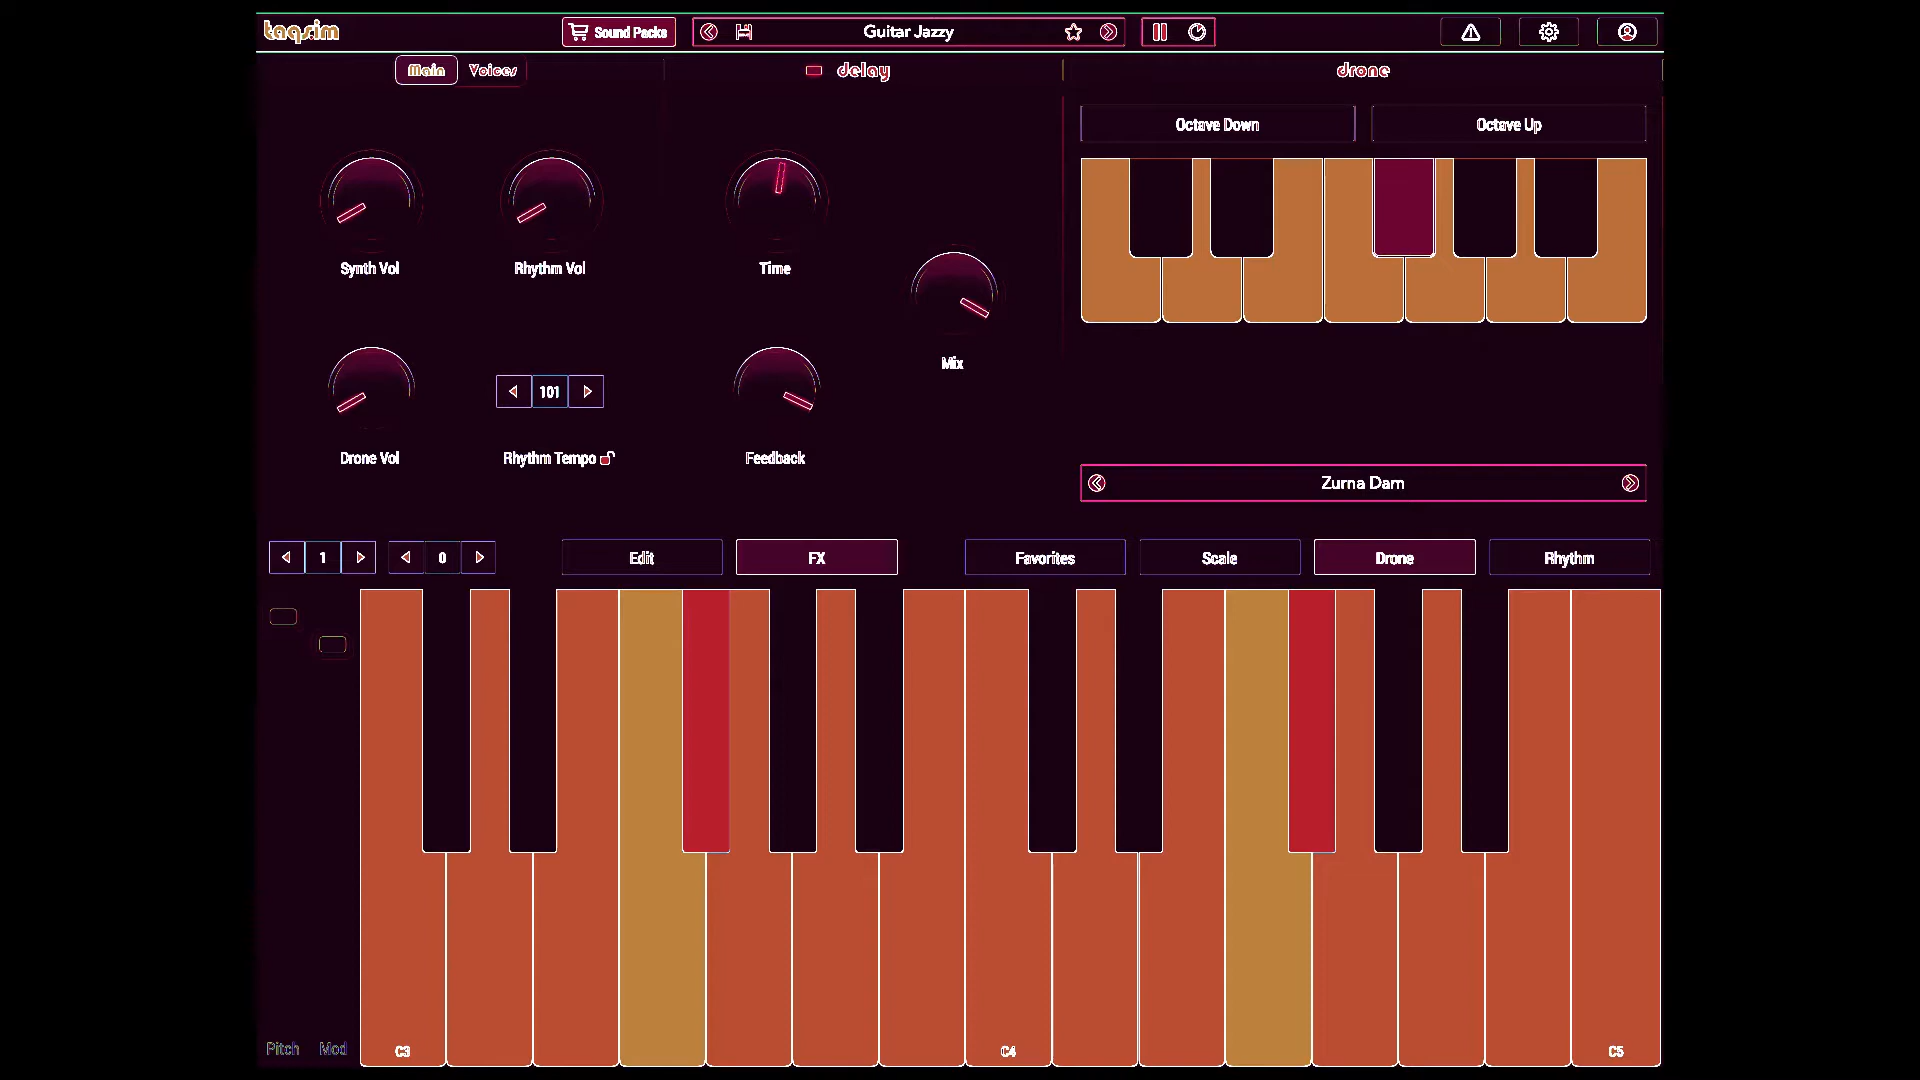 taqsim Sound Packs Guitar Jazzy
Main Voices delay drone
Octave Down Octave Up
Synth Vol Rhythm Vol Time
Mix
101
Drone Vol Rhythm Tempo Feedback
Zurna Dam
1 0 Edit FX Favorites Scale Drone Rhythm
Pitch Mod C3 C4 C5